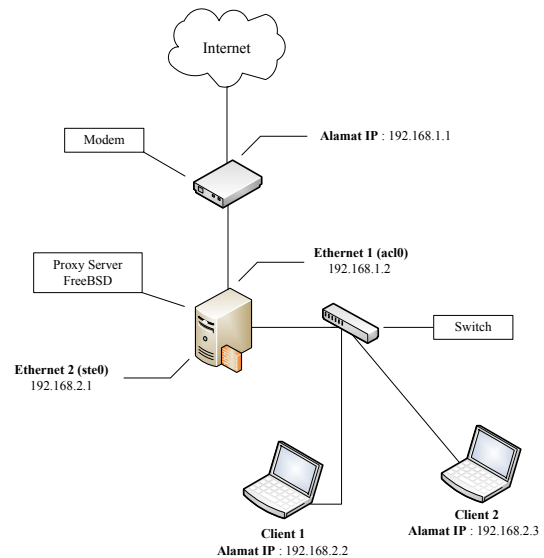 Internet
Modem
Alamat IP : 192.168.1.1
Ethernet 1 (acl0)
192.168.1.2
Proxy Server
FreeBSD
Switch
Ethernet 2 (ste0)
192.168.2.1
Client 1
Alamat IP : 192.168.2.2
Client 2
Alamat IP : 192.168.2.3